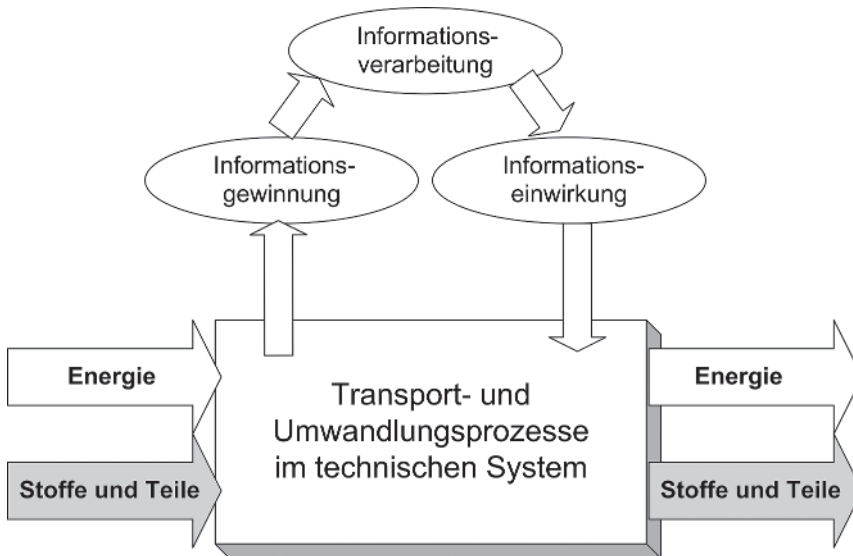 Informations-
verarbeitung
Informations-
gewinnung
Informations-
einwirkung
Energie
Transport- und
Umwandlungsprozesse
im technischen System
Energie
Stoffe und Teile
Stoffe und Teile